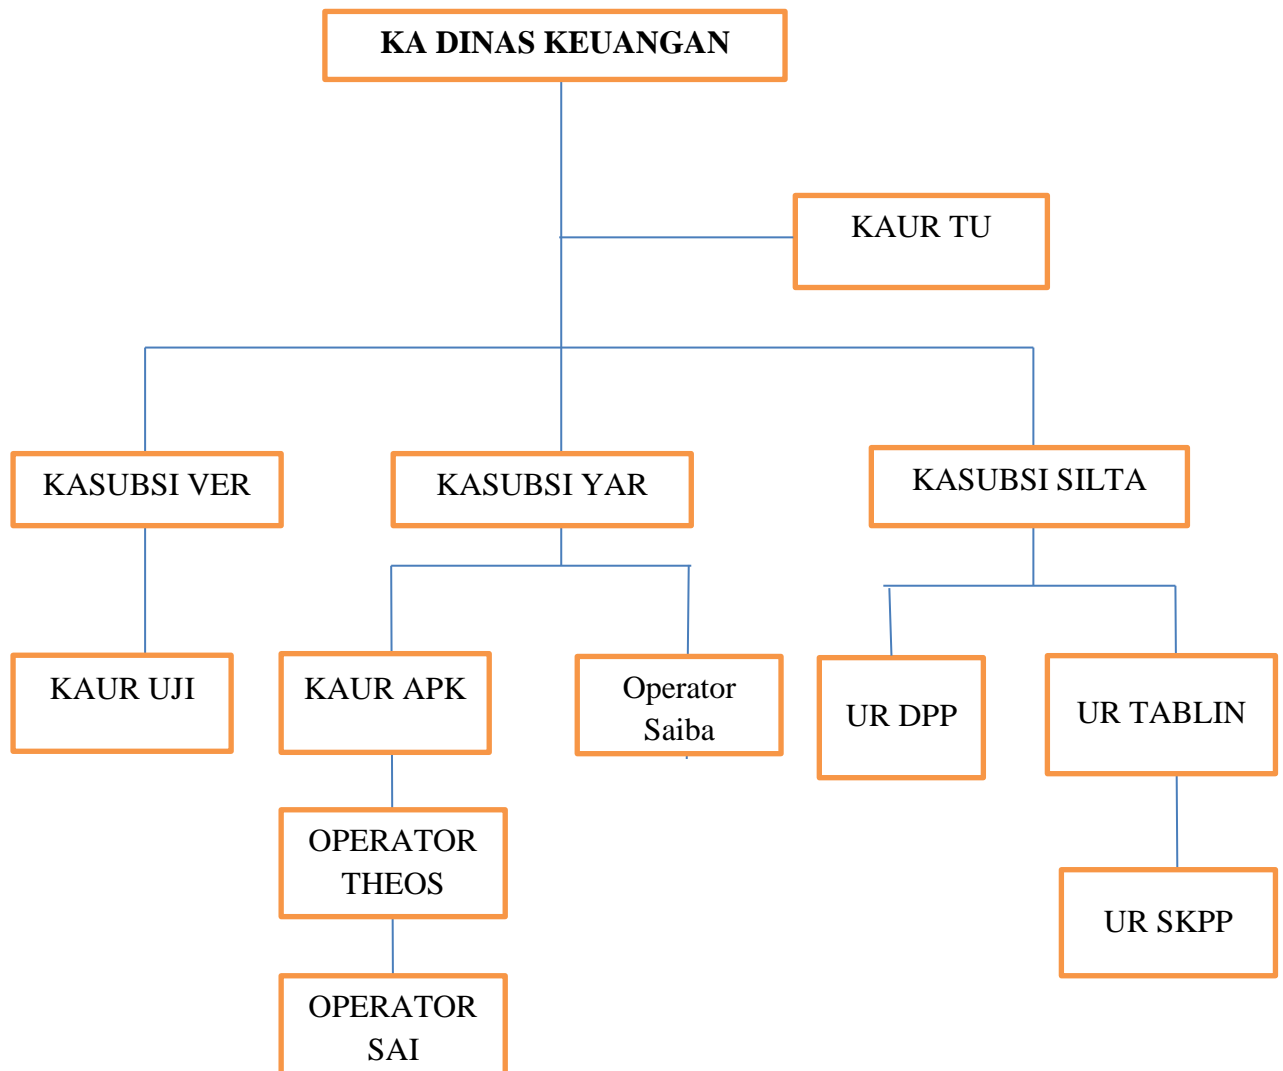 KA DINAS KEUANGAN
KAUR TU
KASUBSI VER
KASUBSI YAR
KASUBSI SILTA
KAUR UJI
KAUR APK
Operator
Saiba
UR DPP
UR TABLIN
OPERATOR
THEOS
UR SKPP
OPERATOR
SAI